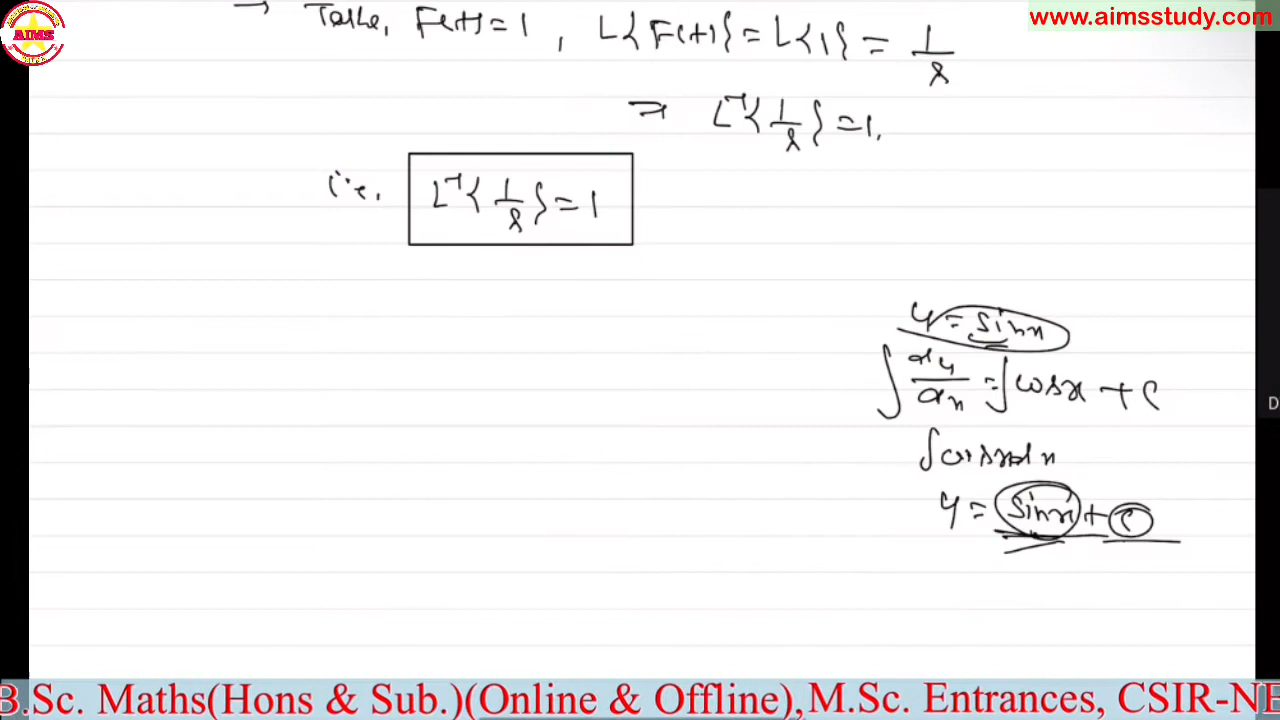 AIMS
www.aimsstudy.com
→ Take, F(t) = 1 , L{F(t)} = L{1} = 1/s
⇒ L⁻¹{1/s} = 1.
i.e. L⁻¹{1/s} = 1
y = sinx
∫ dy/dx = ∫ cosx + c
∫ cosx dx
y = sinx + c
D
B.Sc. Maths(Hons & Sub.)(Online & Offline),M.Sc. Entrances, CSIR-NE